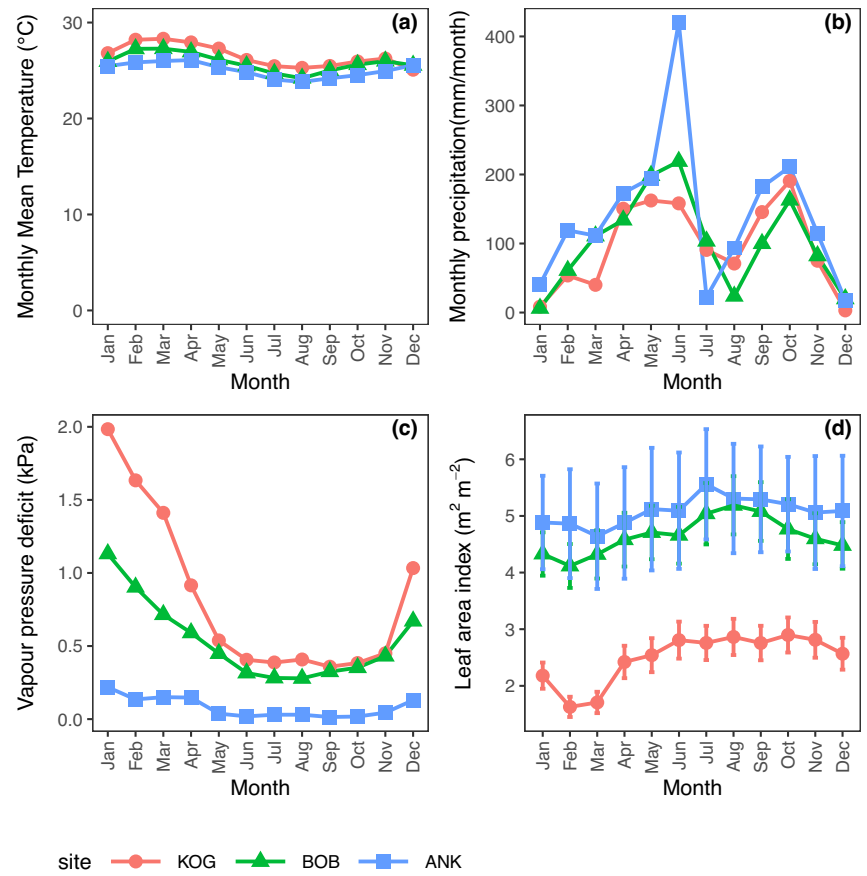 (a)
Monthly Mean Temperature (°C)
30
20
10
0
Jan Feb Mar Apr May Jun Jul Aug Sep Oct Nov Dec
Month
(b)
Monthly precipitation(mm/month)
400
300
200
100
0
Jan Feb Mar Apr May Jun Jul Aug Sep Oct Nov Dec
Month
(c)
Vapour pressure deficit (kPa)
2.0
1.5
1.0
0.5
0.0
Jan Feb Mar Apr May Jun Jul Aug Sep Oct Nov Dec
Month
(d)
Leaf area index (m² m⁻²)
6
5
4
3
2
Jan Feb Mar Apr May Jun Jul Aug Sep Oct Nov Dec
Month
site KOG BOB ANK